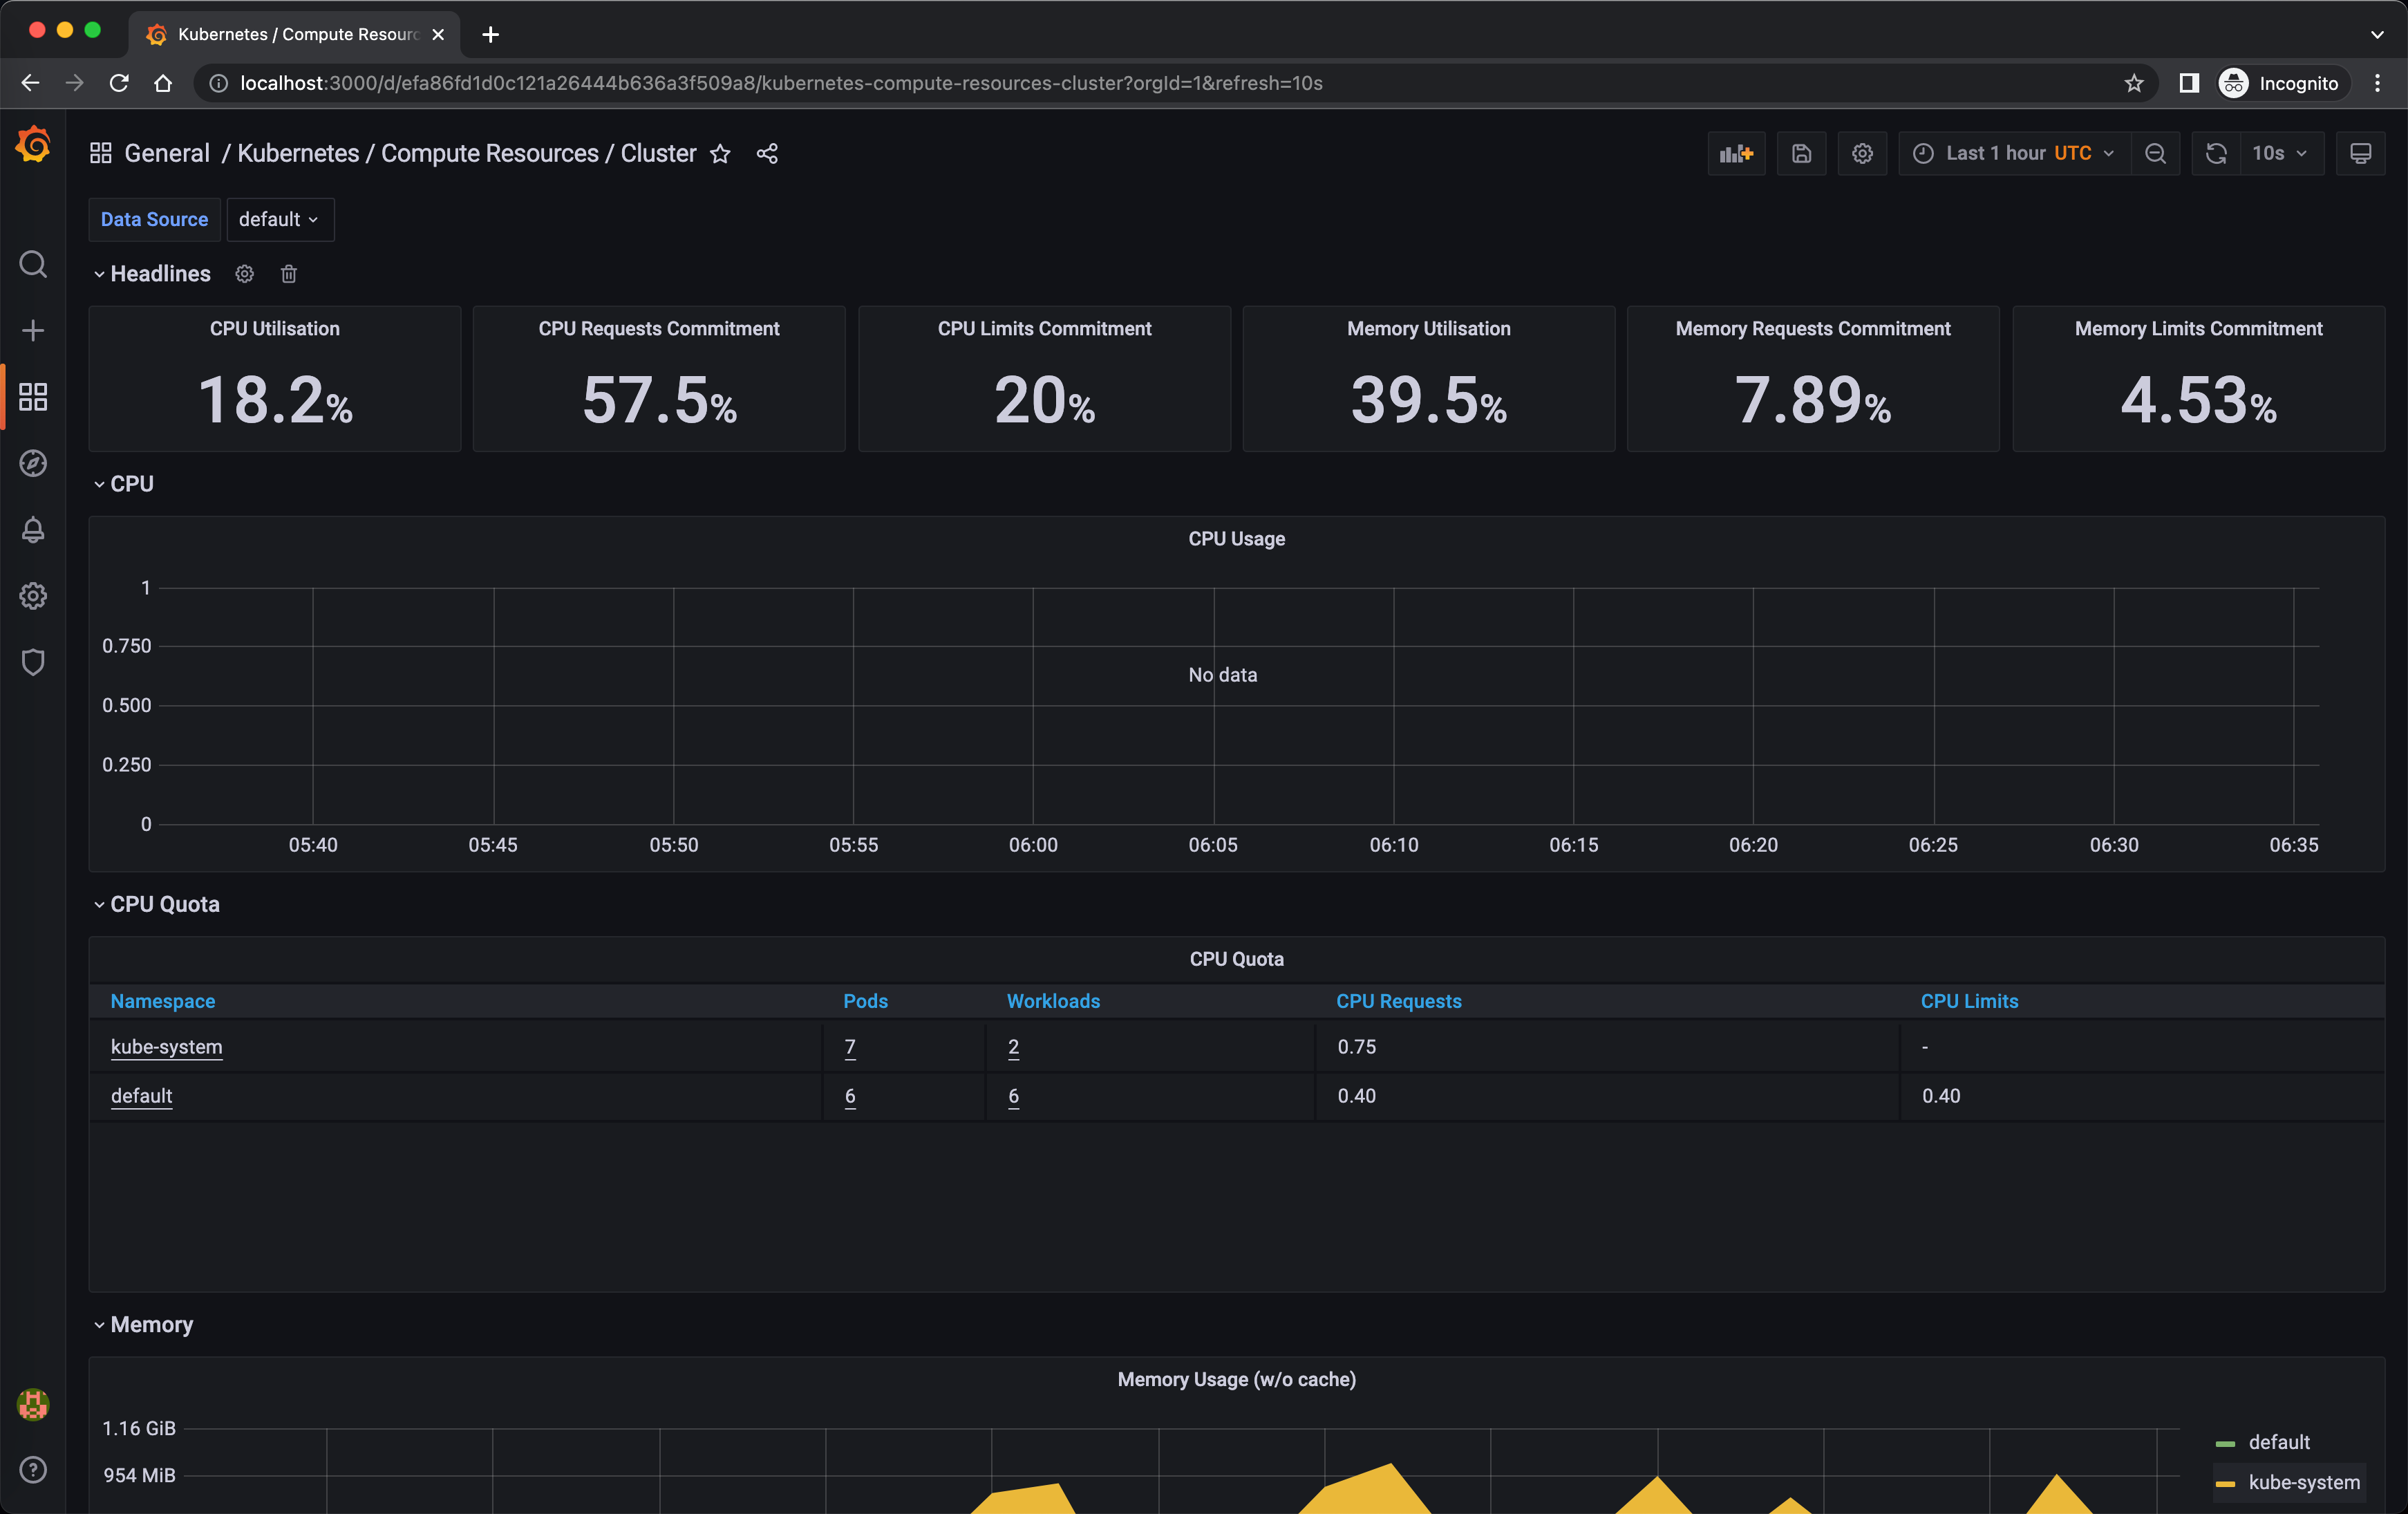 Kubernetes / Compute Resourc
localhost:3000/d/efa86fd1d0c121a26444b636a3f509a8/kubernetes-compute-resources-cluster?orgId=1&refresh=10s
Incognito
General / Kubernetes / Compute Resources / Cluster
Last 1 hour UTC
10s
Data Source default
Headlines
CPU Utilisation
18.2%
CPU Requests Commitment
57.5%
CPU Limits Commitment
20%
Memory Utilisation
39.5%
Memory Requests Commitment
7.89%
Memory Limits Commitment
4.53%
CPU
CPU Usage
1
0.750
No data
0.500
0.250
0
05:40 05:45 05:50 05:55 06:00 06:05 06:10 06:15 06:20 06:25 06:30 06:35
CPU Quota
CPU Quota
Namespace Pods Workloads CPU Requests CPU Limits
kube-system 7 2 0.75 -
default 6 6 0.40 0.40
Memory
Memory Usage (w/o cache)
1.16 GiB
954 MiB
default
kube-system